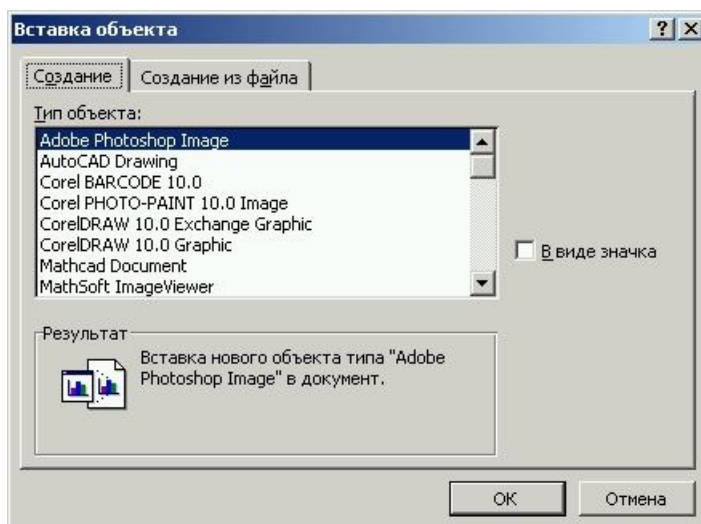 Вставка объекта
Создание
Создание из файла
Тип объекта:
Adobe Photoshop Image
AutoCAD Drawing
Corel BARCODE 10.0
Corel PHOTO-PAINT 10.0 Image
CorelDRAW 10.0 Exchange Graphic
CorelDRAW 10.0 Graphic
Mathcad Document
MathSoft ImageViewer
В виде значка
Результат
Вставка нового объекта типа "Adobe
Photoshop Image" в документ.
ОК
Отмена